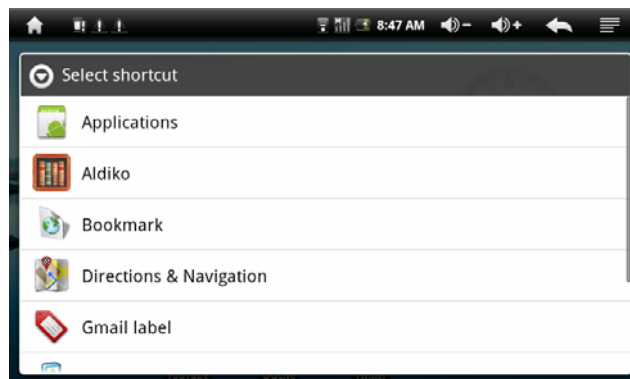 8:47 AM
Select shortcut
Applications
Aldiko
Bookmark
Directions & Navigation
Gmail label